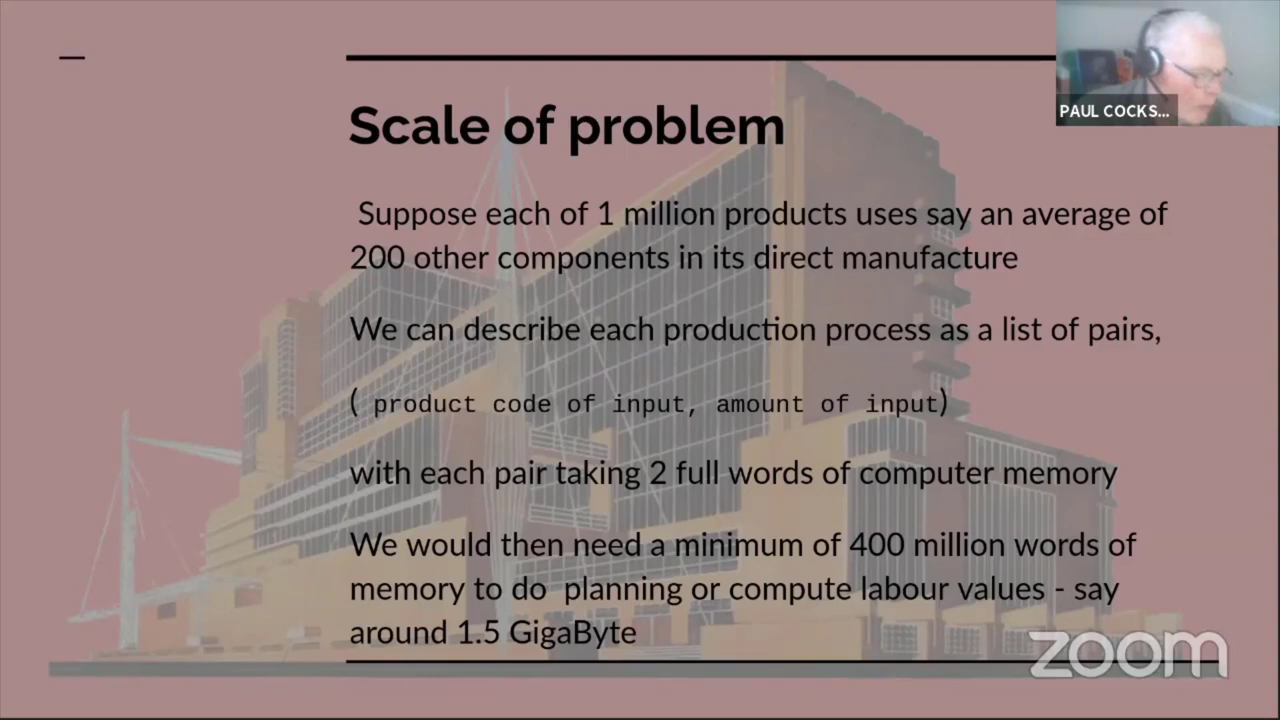 PAUL COCKS...
Scale of problem
Suppose each of 1 million products uses say an average of
200 other components in its direct manufacture
We can describe each production process as a list of pairs,
( product code of input, amount of input)
with each pair taking 2 full words of computer memory
We would then need a minimum of 400 million words of
memory to do planning or compute labour values - say
around 1.5 GigaByte
zoom